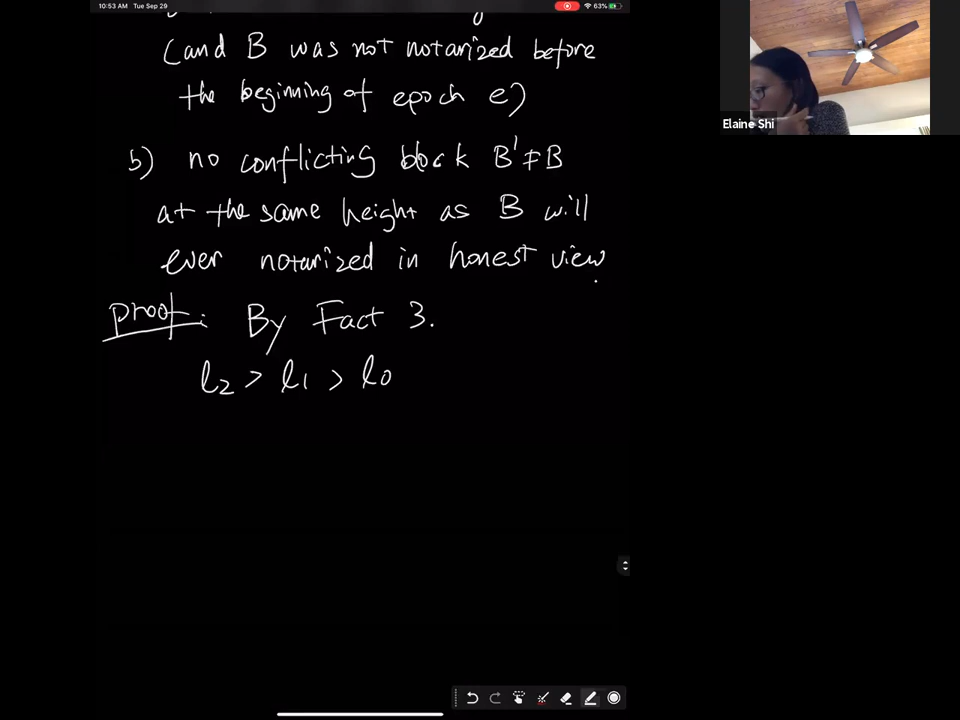 10:53 AM Tue Sep 29
63%
(and B was not notarized before
the beginning of epoch e)
b) no conflicting block B' ≠ B
at the same height as B will
ever notarized in honest view.
Proof: By Fact 3.
l2 > l1 > l0
Elaine Shi